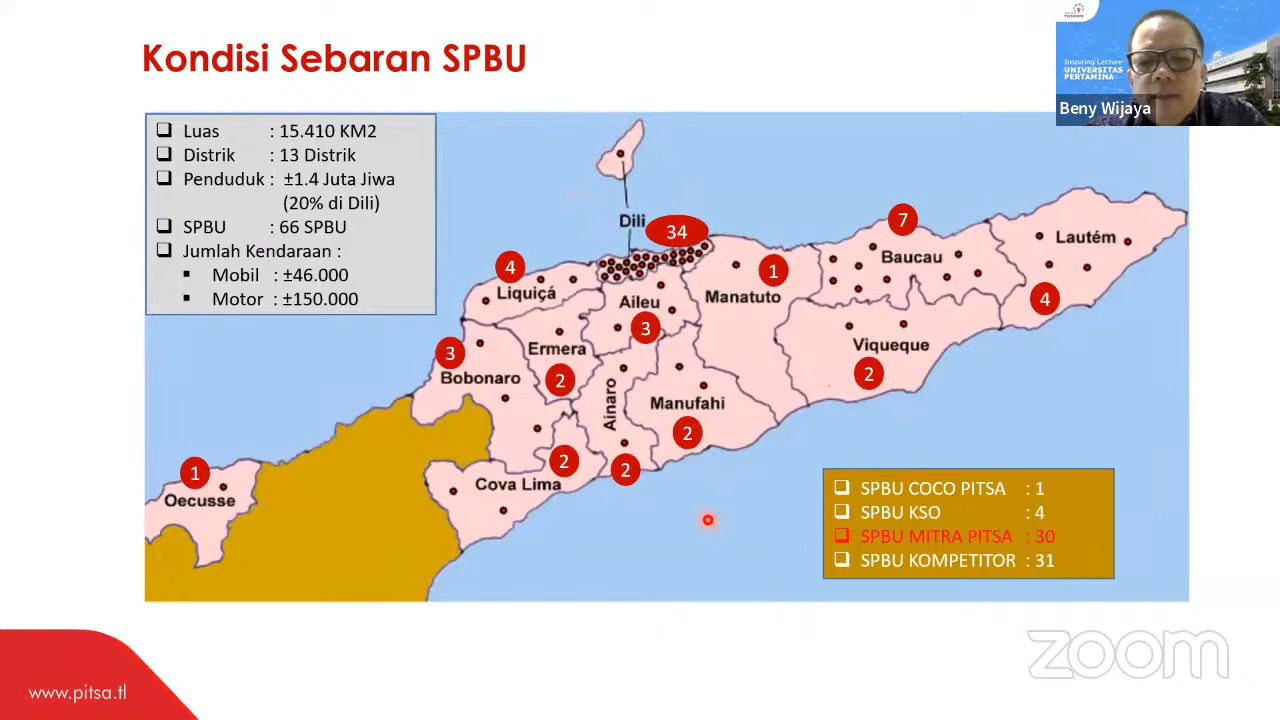 Kondisi Sebaran SPBU
Inspiring Lecture
UNIVERSITAS
PERTAMINA
Beny Wijaya
❑ Luas : 15.410 KM2
❑ Distrik : 13 Distrik
❑ Penduduk : ±1.4 Juta Jiwa
(20% di Dili)
❑ SPBU : 66 SPBU
❑ Jumlah Kendaraan :
▪ Mobil : ±46.000
▪ Motor : ±150.000
Dili
34
7
Lautém
4
Baucau
1
Liquiçá
Aileu
Manatuto
4
3
3
Ermera
Viqueque
Bobonaro
2
2
Ainaro
Manufahi
2
2
2
Cova Lima
1
Oecusse
❑ SPBU COCO PITSA : 1
❑ SPBU KSO : 4
❑ SPBU MITRA PITSA : 30
❑ SPBU KOMPETITOR : 31
zoom
www.pitsa.tl